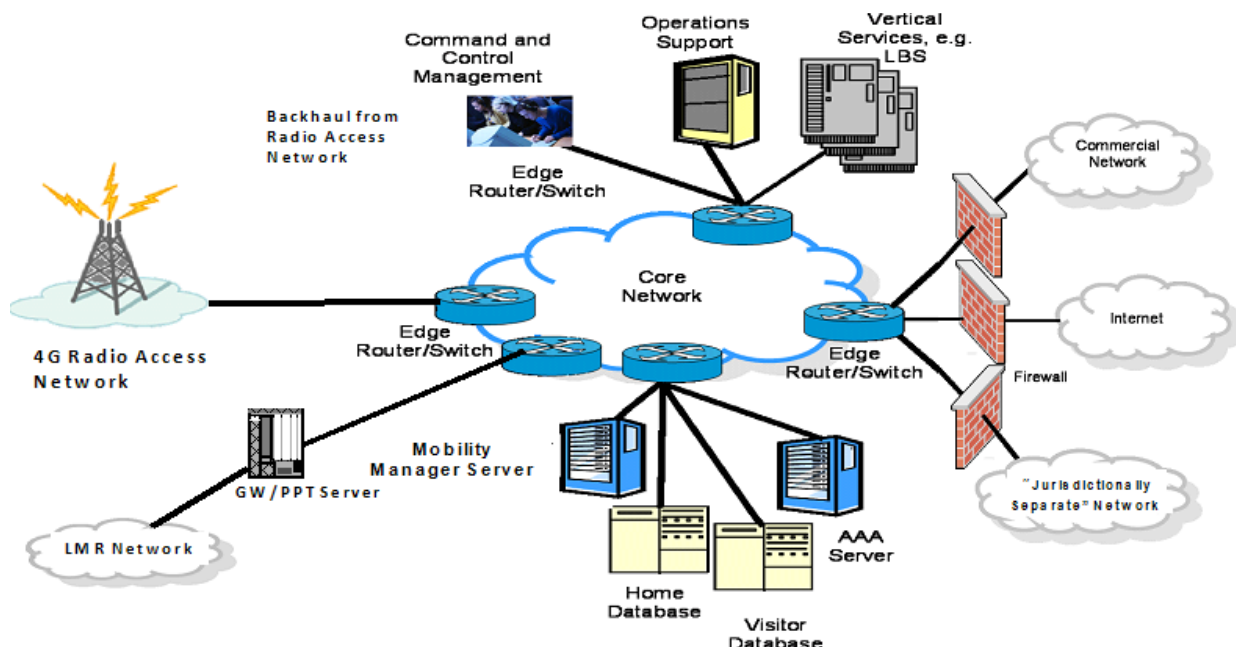 Operations
Support
Vertical
Services, e.g.
LBS
Command and
Control
Management
Backhaul from
Radio Access
Network
Edge
Router/Switch
Commercial
Network
Core
Network
Internet
Edge
Router/Switch
Edge
Router/Switch
Firewall
4G Radio Access
Network
Mobility
Manager Server
GW/PPT Server
"Jurisdictionally
Separate" Network
LMR Network
AAA
Server
Home
Database
Visitor
Database